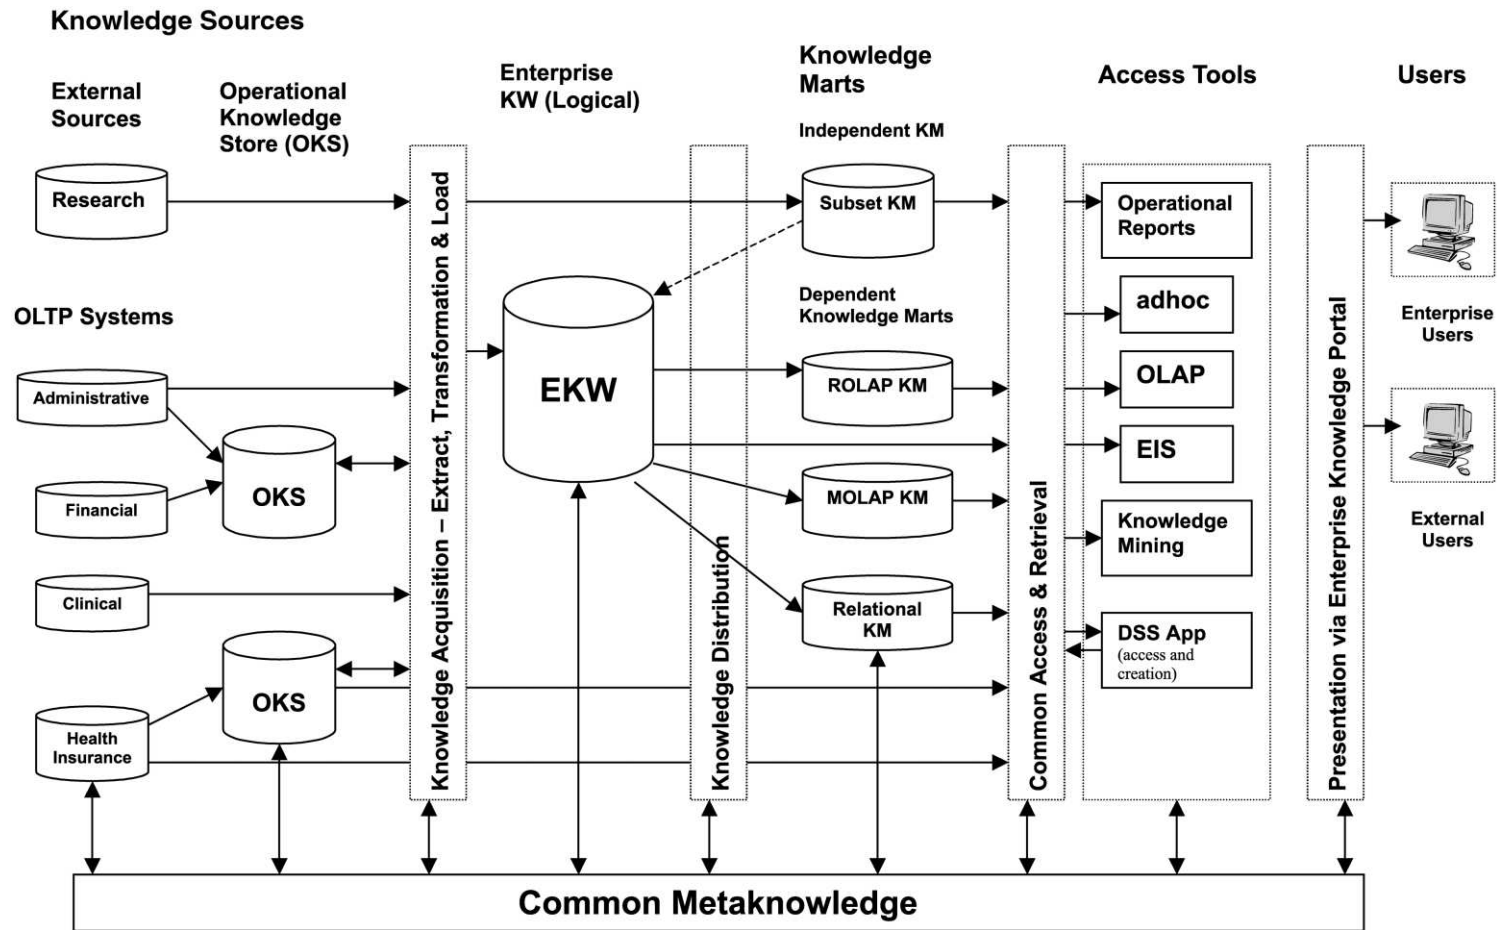 Knowledge Sources
External
Sources
Operational
Knowledge
Store (OKS)
Enterprise
KW (Logical)
Knowledge
Marts
Access Tools
Users
Independent KM
Research
Subset KM
Operational
Reports
OLTP Systems
Dependent
Knowledge Marts
adhoc
Enterprise
Users
Administrative
EKW
ROLAP KM
OLAP
OKS
EIS
Financial
MOLAP KM
Knowledge
Mining
External
Users
Clinical
Relational
KM
DSS App
(access and
creation)
OKS
Health
Insurance
Knowledge Acquisition – Extract, Transformation & Load
Knowledge Distribution
Common Access & Retrieval
Presentation via Enterprise Knowledge Portal
Common Metaknowledge